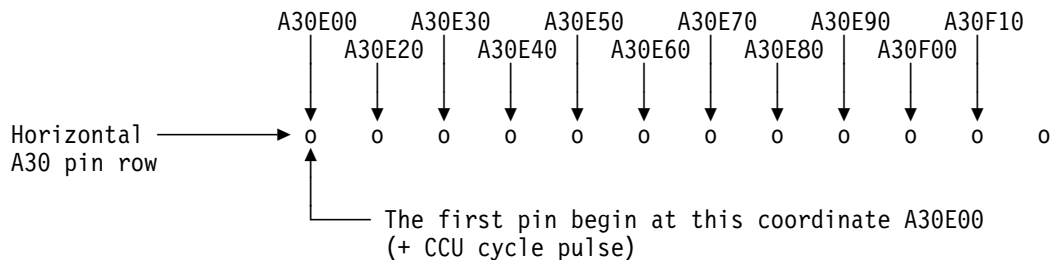 A30E00 A30E30 A30E50 A30E70 A30E90 A30F10
A30E20 A30E40 A30E60 A30E80 A30F00
Horizontal o o o o o o o o o o o o
A30 pin row
The first pin begin at this coordinate A30E00
(+ CCU cycle pulse)